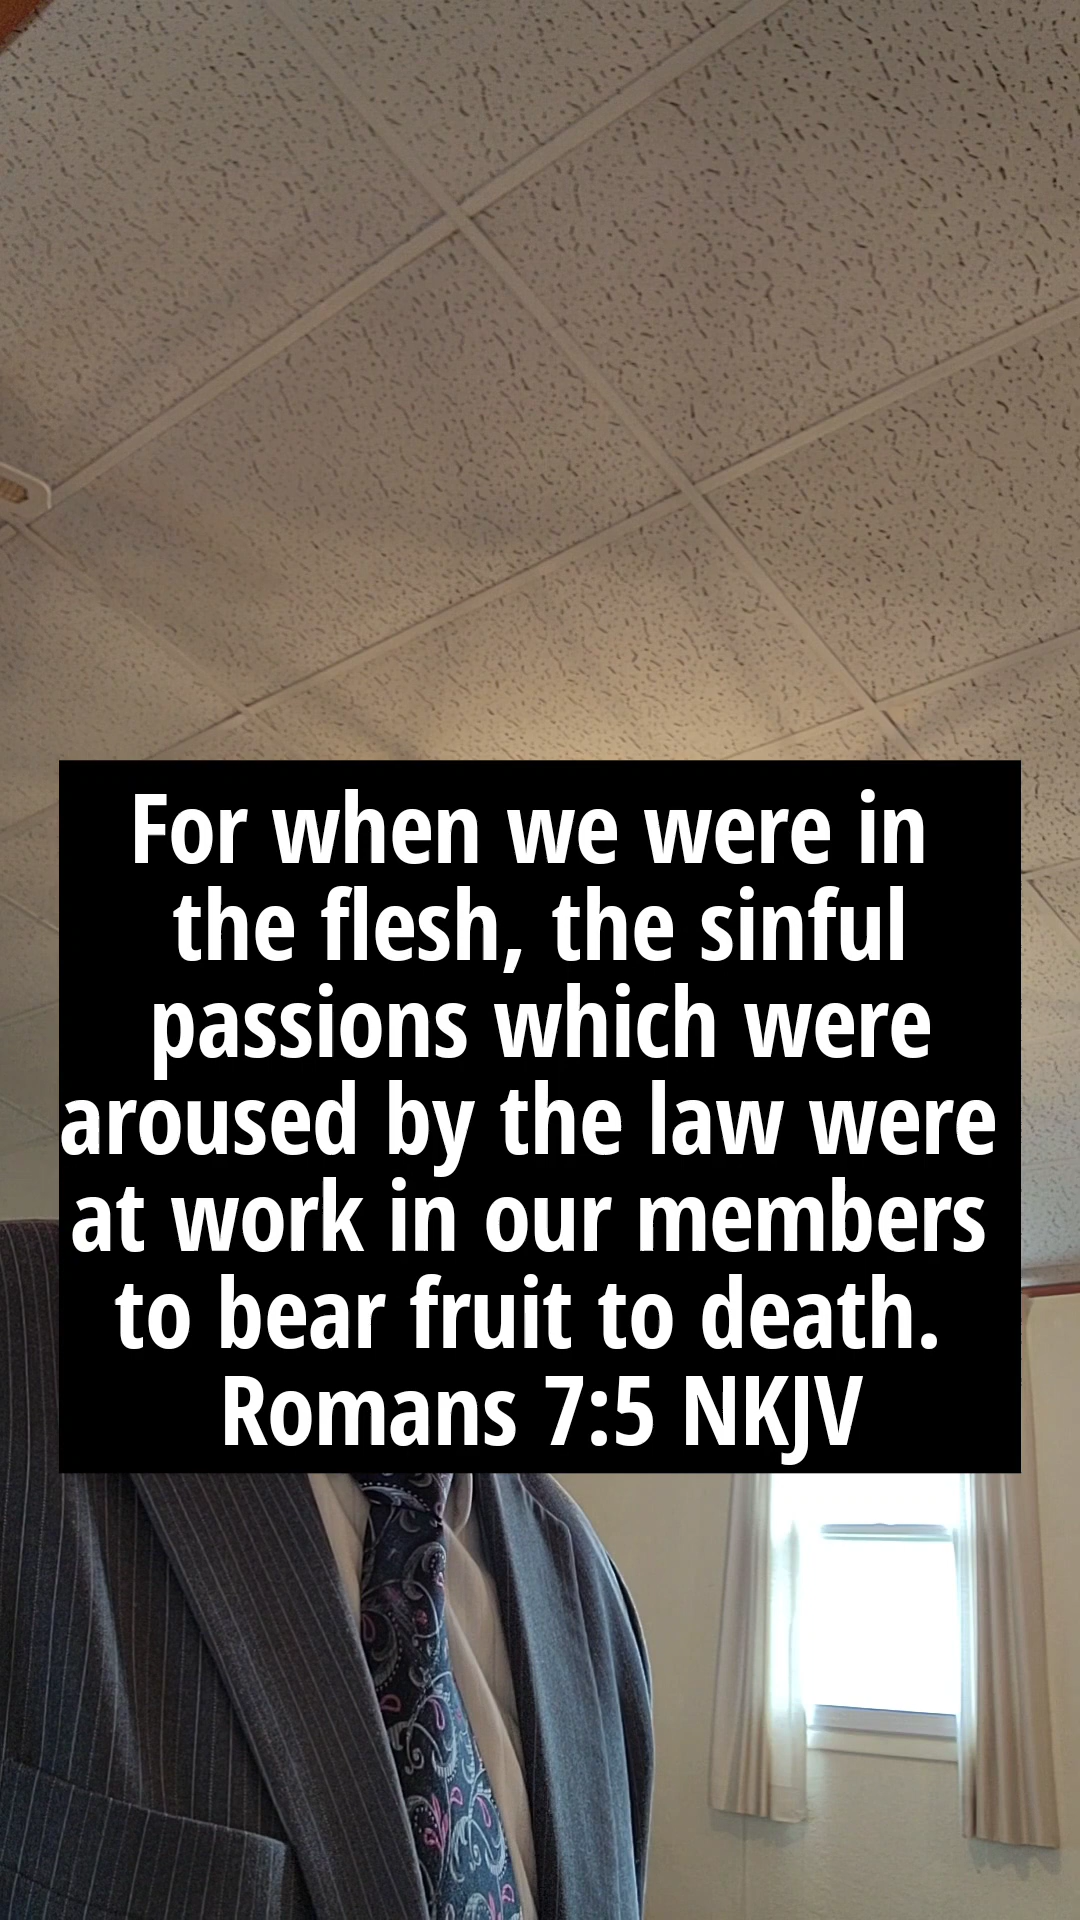 For when we were in
the flesh, the sinful
passions which were
aroused by the law were
at work in our members
to bear fruit to death.
Romans 7:5 NKJV